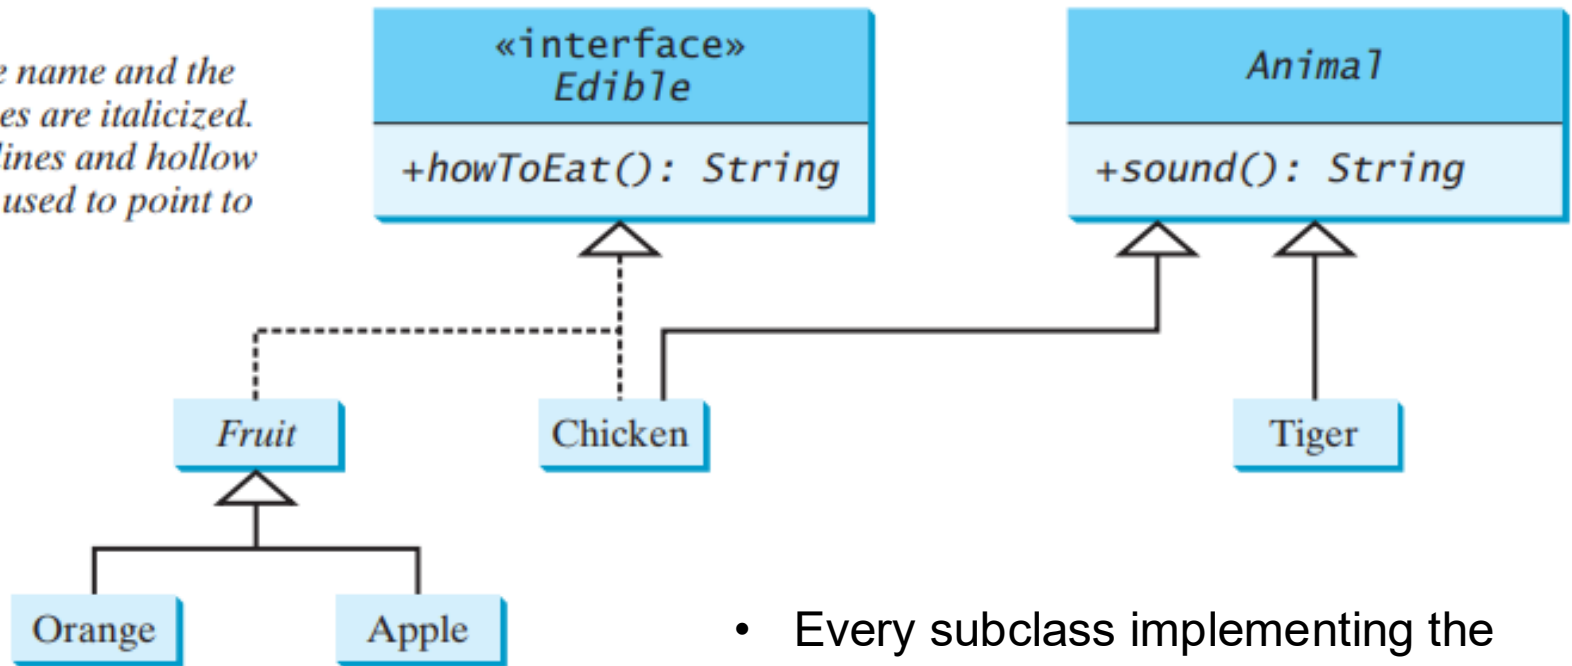 e name and the
es are italicized.
lines and hollow
used to point to
«interface»
Edible
+howToEat(): String
Animal
+sound(): String
Fruit
Chicken
Tiger
Orange
Apple
• Every subclass implementing the